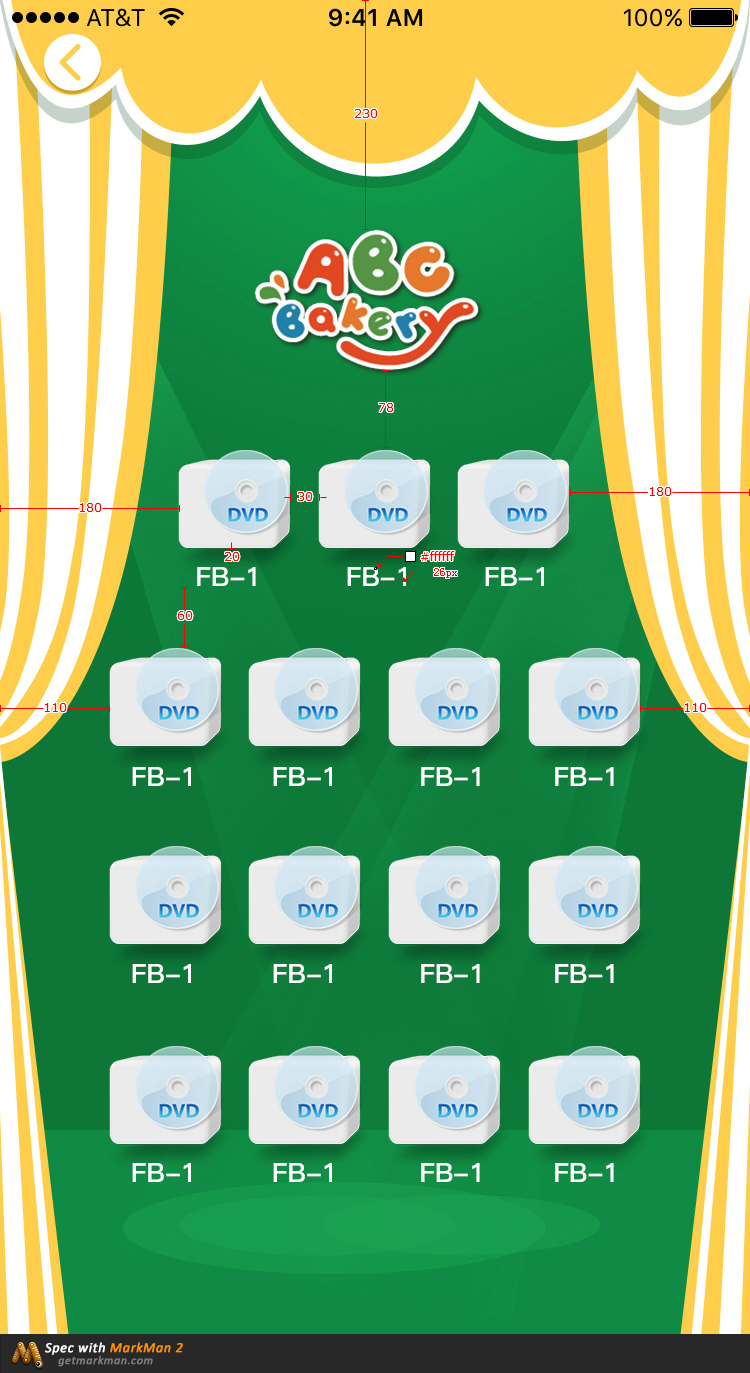 AT&T 9:41 AM 100%
230
ABC
Bakery
78
DVD DVD DVD
180 30 180
20 #ffffff
FB-1 FB-1 FB-1
26px
60
DVD DVD DVD DVD
110 110
FB-1 FB-1 FB-1 FB-1
DVD DVD DVD DVD
FB-1 FB-1 FB-1 FB-1
DVD DVD DVD DVD
FB-1 FB-1 FB-1 FB-1
Spec with MarkMan 2
getmarkman.com